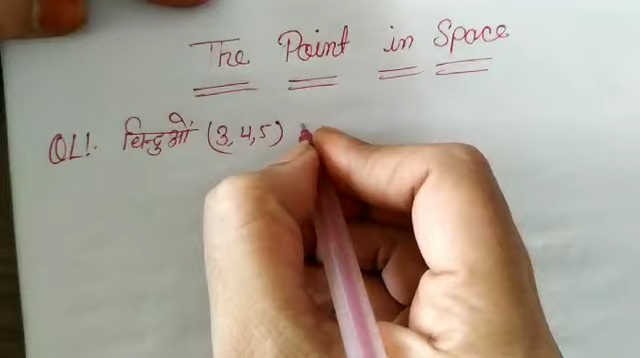 The Point in Space
Q1!. बिन्दुओं (3,4,5)